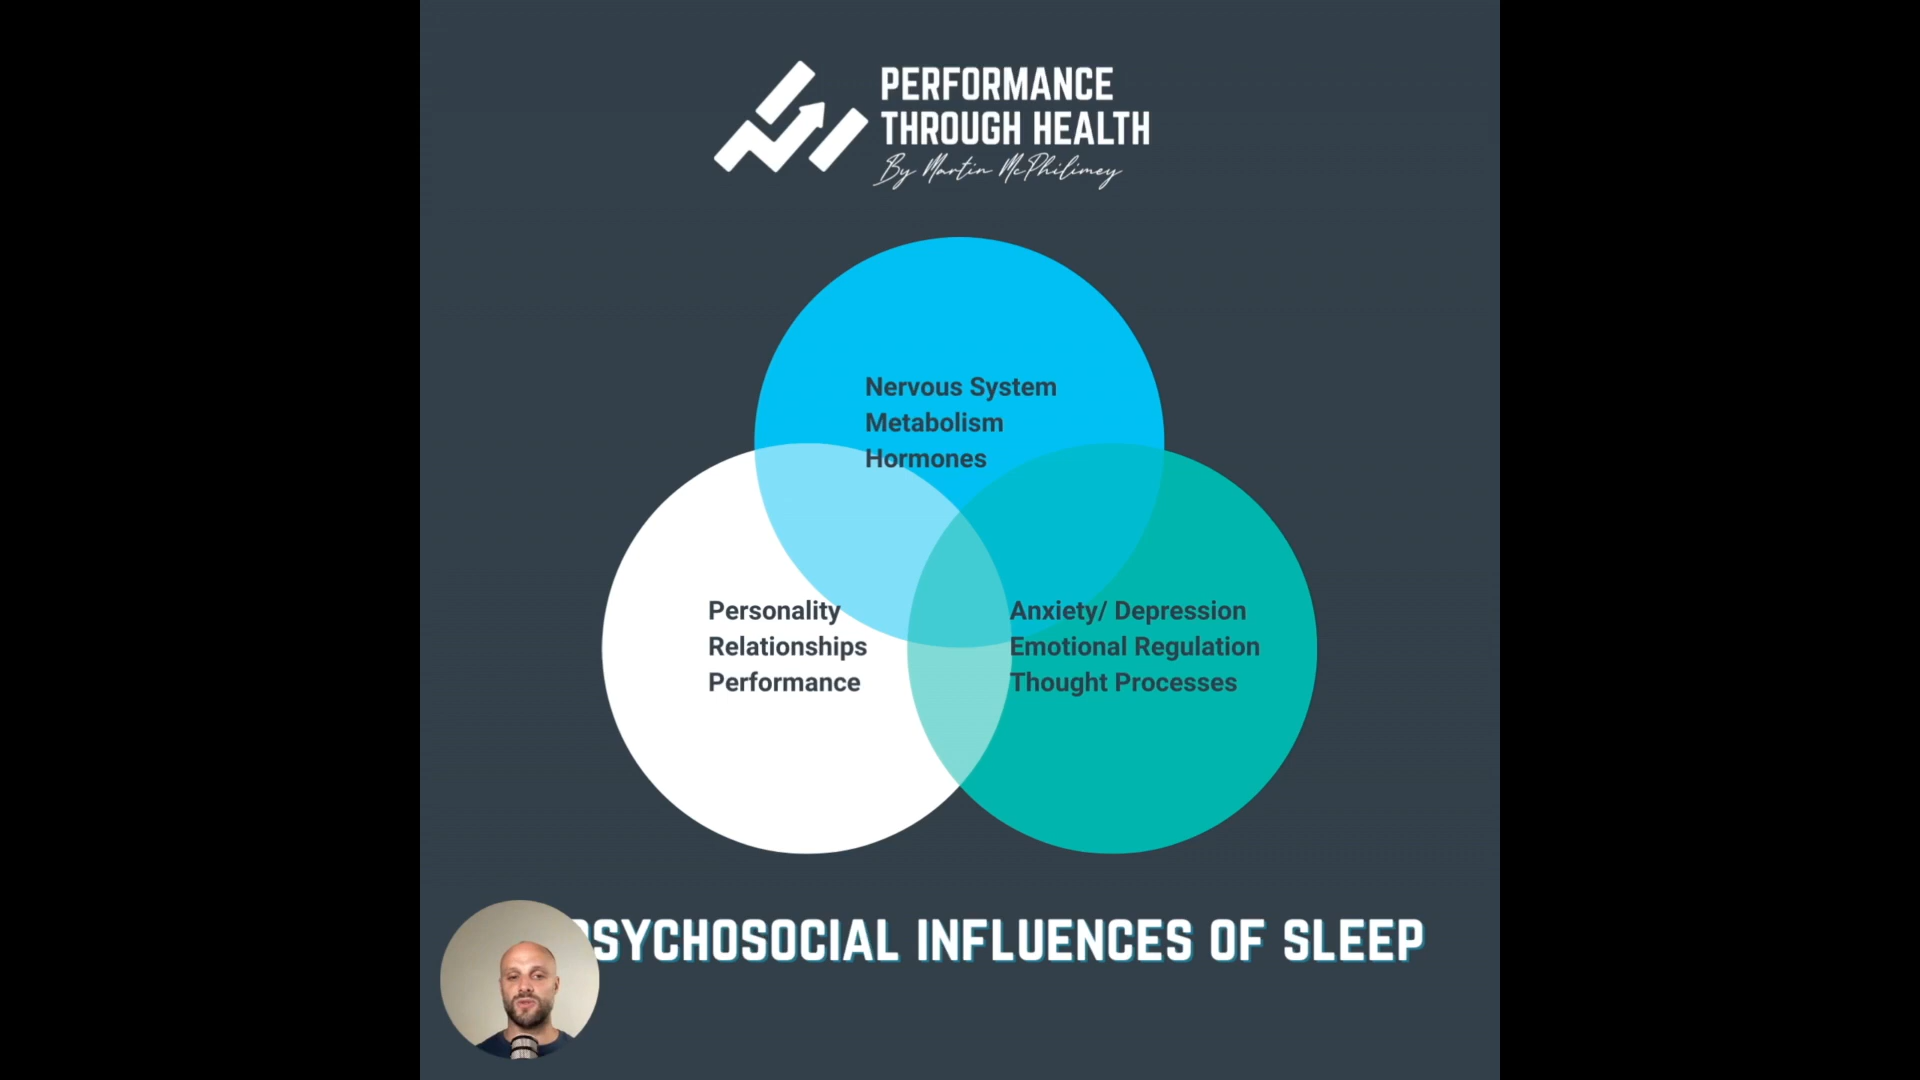 PERFORMANCE
THROUGH HEALTH
By Martin McPhilimey
Nervous System
Metabolism
Hormones
Personality
Relationships
Performance
Anxiety/ Depression
Emotional Regulation
Thought Processes
PSYCHOSOCIAL INFLUENCES OF SLEEP